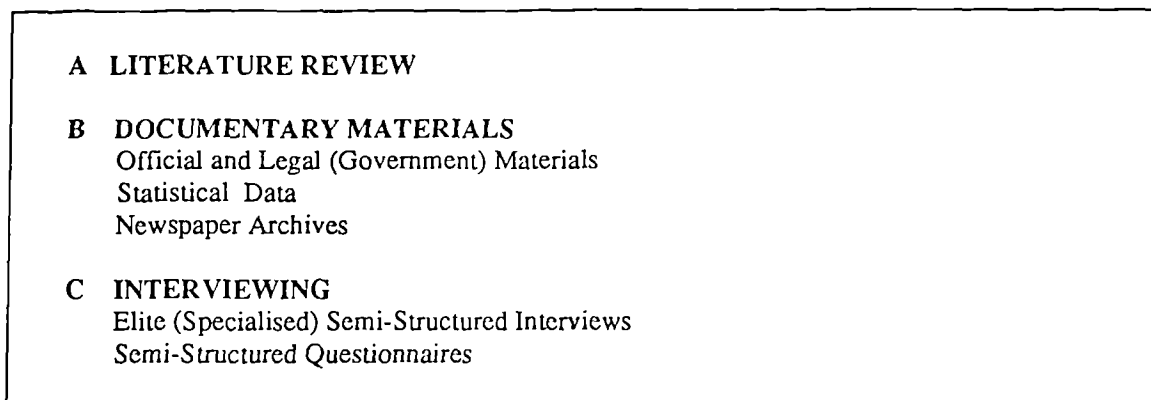 A LITERATURE REVIEW
B DOCUMENTARY MATERIALS
Official and Legal (Government) Materials
Statistical Data
Newspaper Archives
C INTERVIEWING
Elite (Specialised) Semi-Structured Interviews
Semi-Structured Questionnaires